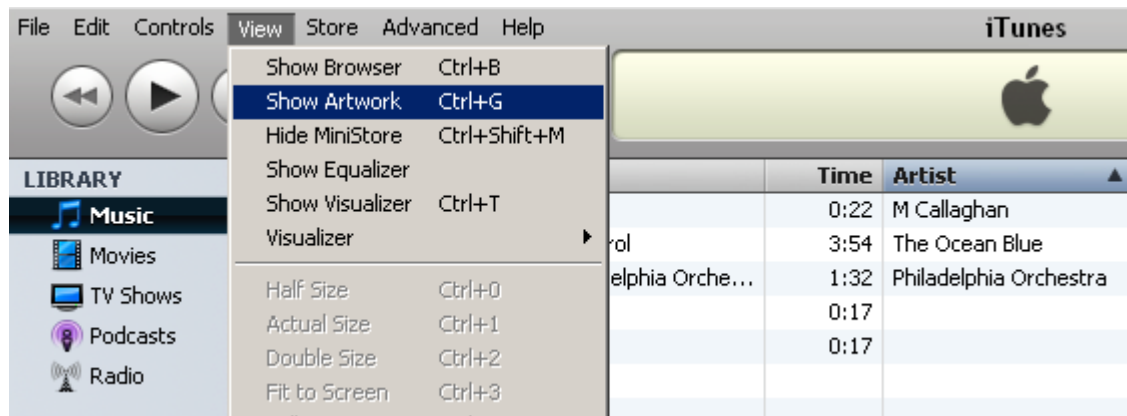 File Edit Controls View Store Advanced Help iTunes
Show Browser Ctrl+B
Show Artwork Ctrl+G
Hide MiniStore Ctrl+Shift+M
Show Equalizer
Show Visualizer Ctrl+T
Visualizer
Half Size Ctrl+0
Actual Size Ctrl+1
Double Size Ctrl+2
Fit to Screen Ctrl+3
LIBRARY
Music
Movies
TV Shows
Podcasts
Radio
Time Artist
0:22 M Callaghan
rol 3:54 The Ocean Blue
elphia Orche... 1:32 Philadelphia Orchestra
0:17
0:17